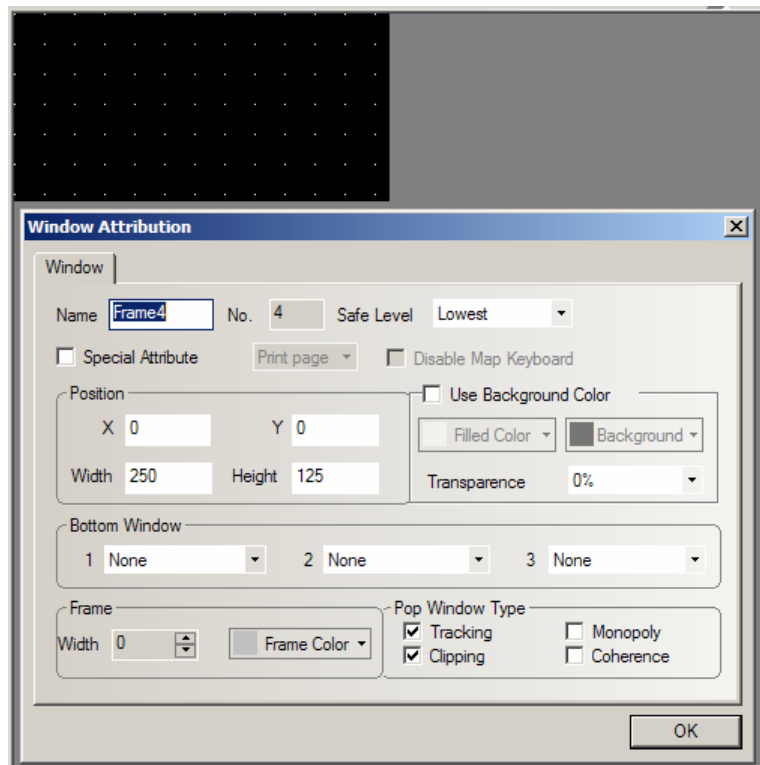 Window Attribution
Window
Name Frame4 No. 4 Safe Level Lowest
Special Attribute Print page Disable Map Keyboard
Position Use Background Color
X 0 Y 0 Filled Color Background
Width 250 Height 125 Transparence 0%
Bottom Window
1 None 2 None 3 None
Frame Pop Window Type
Width 0 Frame Color Tracking Monopoly
Clipping Coherence
OK